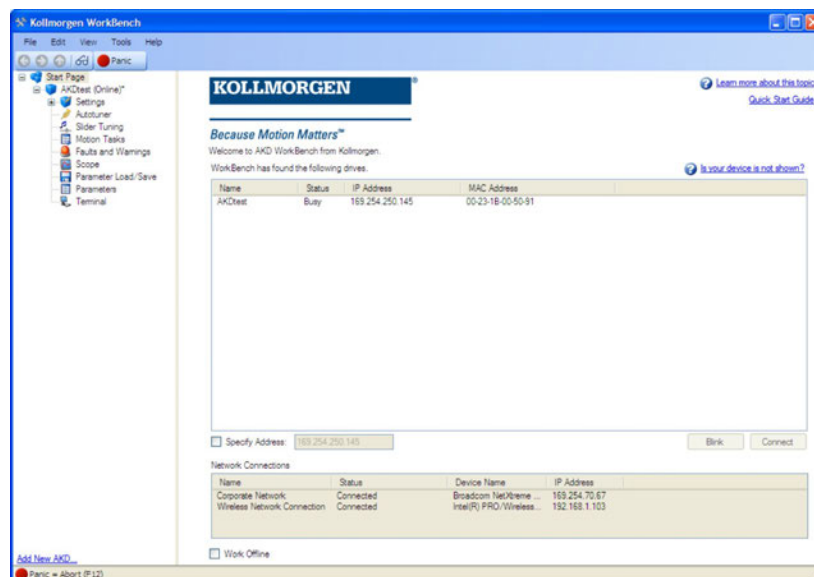 Kollmorgen WorkBench
File Edit View Tools Help
Panic
Start Page
AKDtest (Online)*
Settings
Autotuner
Slider Tuning
Motion Tasks
Faults and Warnings
Scope
Parameter Load/Save
Parameters
Terminal
Add New AKD...
KOLLMORGEN®
Because Motion Matters™
Learn more about this topic
Quick Start Guide
Welcome to AKD WorkBench from Kollmorgen.
WorkBench has found the following drives.
Is your device is not shown?
Name Status IP Address MAC Address
AKDtest Busy 169.254.250.145 00-23-1B-00-50-91
Specify Address: 169.254.250.145 Blink Connect
Network Connections
Name Status Device Name IP Address
Corporate Network Connected Broadcom NetXtreme ... 169.254.70.67
Wireless Network Connection Connected Intel(R) PRO/Wireless... 192.168.1.103
Work Offline
Panic = Abort (F12)